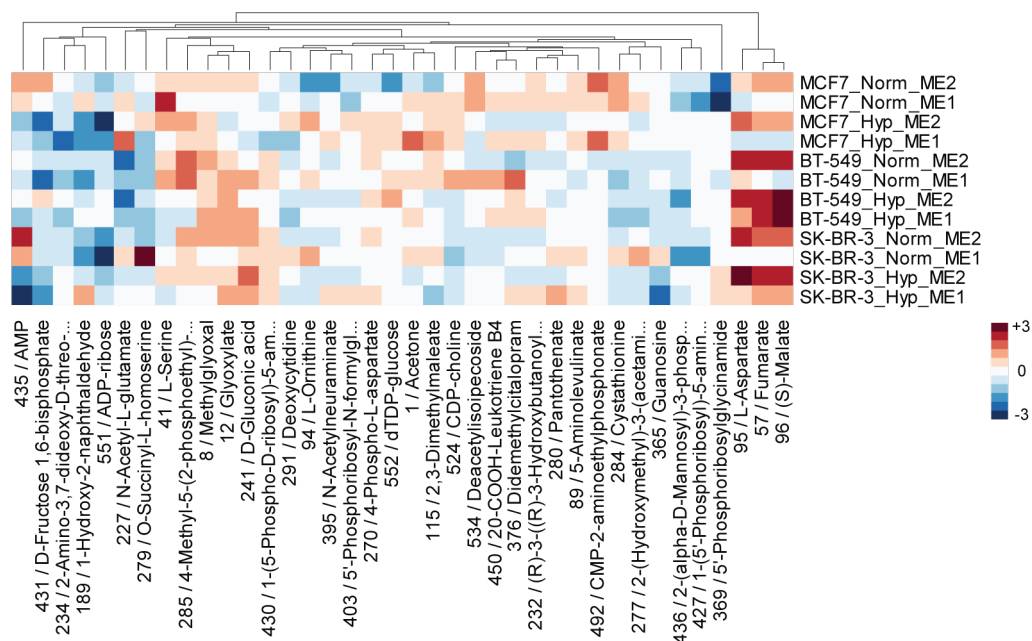 MCF7_Norm_ME2
MCF7_Norm_ME1
MCF7_Hyp_ME2
MCF7_Hyp_ME1
BT-549_Norm_ME2
BT-549_Norm_ME1
BT-549_Hyp_ME2
BT-549_Hyp_ME1
SK-BR-3_Norm_ME2
SK-BR-3_Norm_ME1
SK-BR-3_Hyp_ME2
SK-BR-3_Hyp_ME1
435 / AMP
431 / D-Fructose 1,6-bisphosphate
234 / 2-Amino-3,7-dideoxy-D-threo-...
189 / 1-Hydroxy-2-naphthaldehyde
551 / ADP-ribose
227 / N-Acetyl-L-glutamate
279 / O-Succinyl-L-homoserine
41 / L-Serine
285 / 4-Methyl-5-(2-phosphoethyl)-...
8 / Methylglyoxal
12 / Glyoxylate
241 / D-Gluconic acid
430 / 1-(5-Phospho-D-ribosyl))-5-am...
291 / Deoxycytidine
94 / L-Ornithine
395 / N-Acetylneuraminate
403 / 5'-Phosphoribosyl-N-formylgl...
270 / 4-Phospho-L-aspartate
552 / dTDP-glucose
1 / Acetone
115 / 2,3-Dimethylmaleate
524 / CDP-choline
534 / Deacetylisoipecoside
450 / 20-COOH-Leukotriene B4
376 / Didemethylcitalopram
232 / (R)-3-((R)-3-Hydroxybutanoyl...
280 / Pantothenate
89 / 5-Aminolevulinate
492 / CMP-2-aminoethylphosphonate
284 / Cystathionine
277 / 2-(Hydroxymethyl)-3-(acetami...
365 / Guanosine
436 / 2-(alpha-D-Mannosyl)-3-phosp...
427 / 1-(5'-Phosphoribosyl)-5-amin...
369 / 5'-Phosphoribosylglycinamide
95 / L-Aspartate
57 / Fumarate
96 / (S)-Malate
+3
0
-3